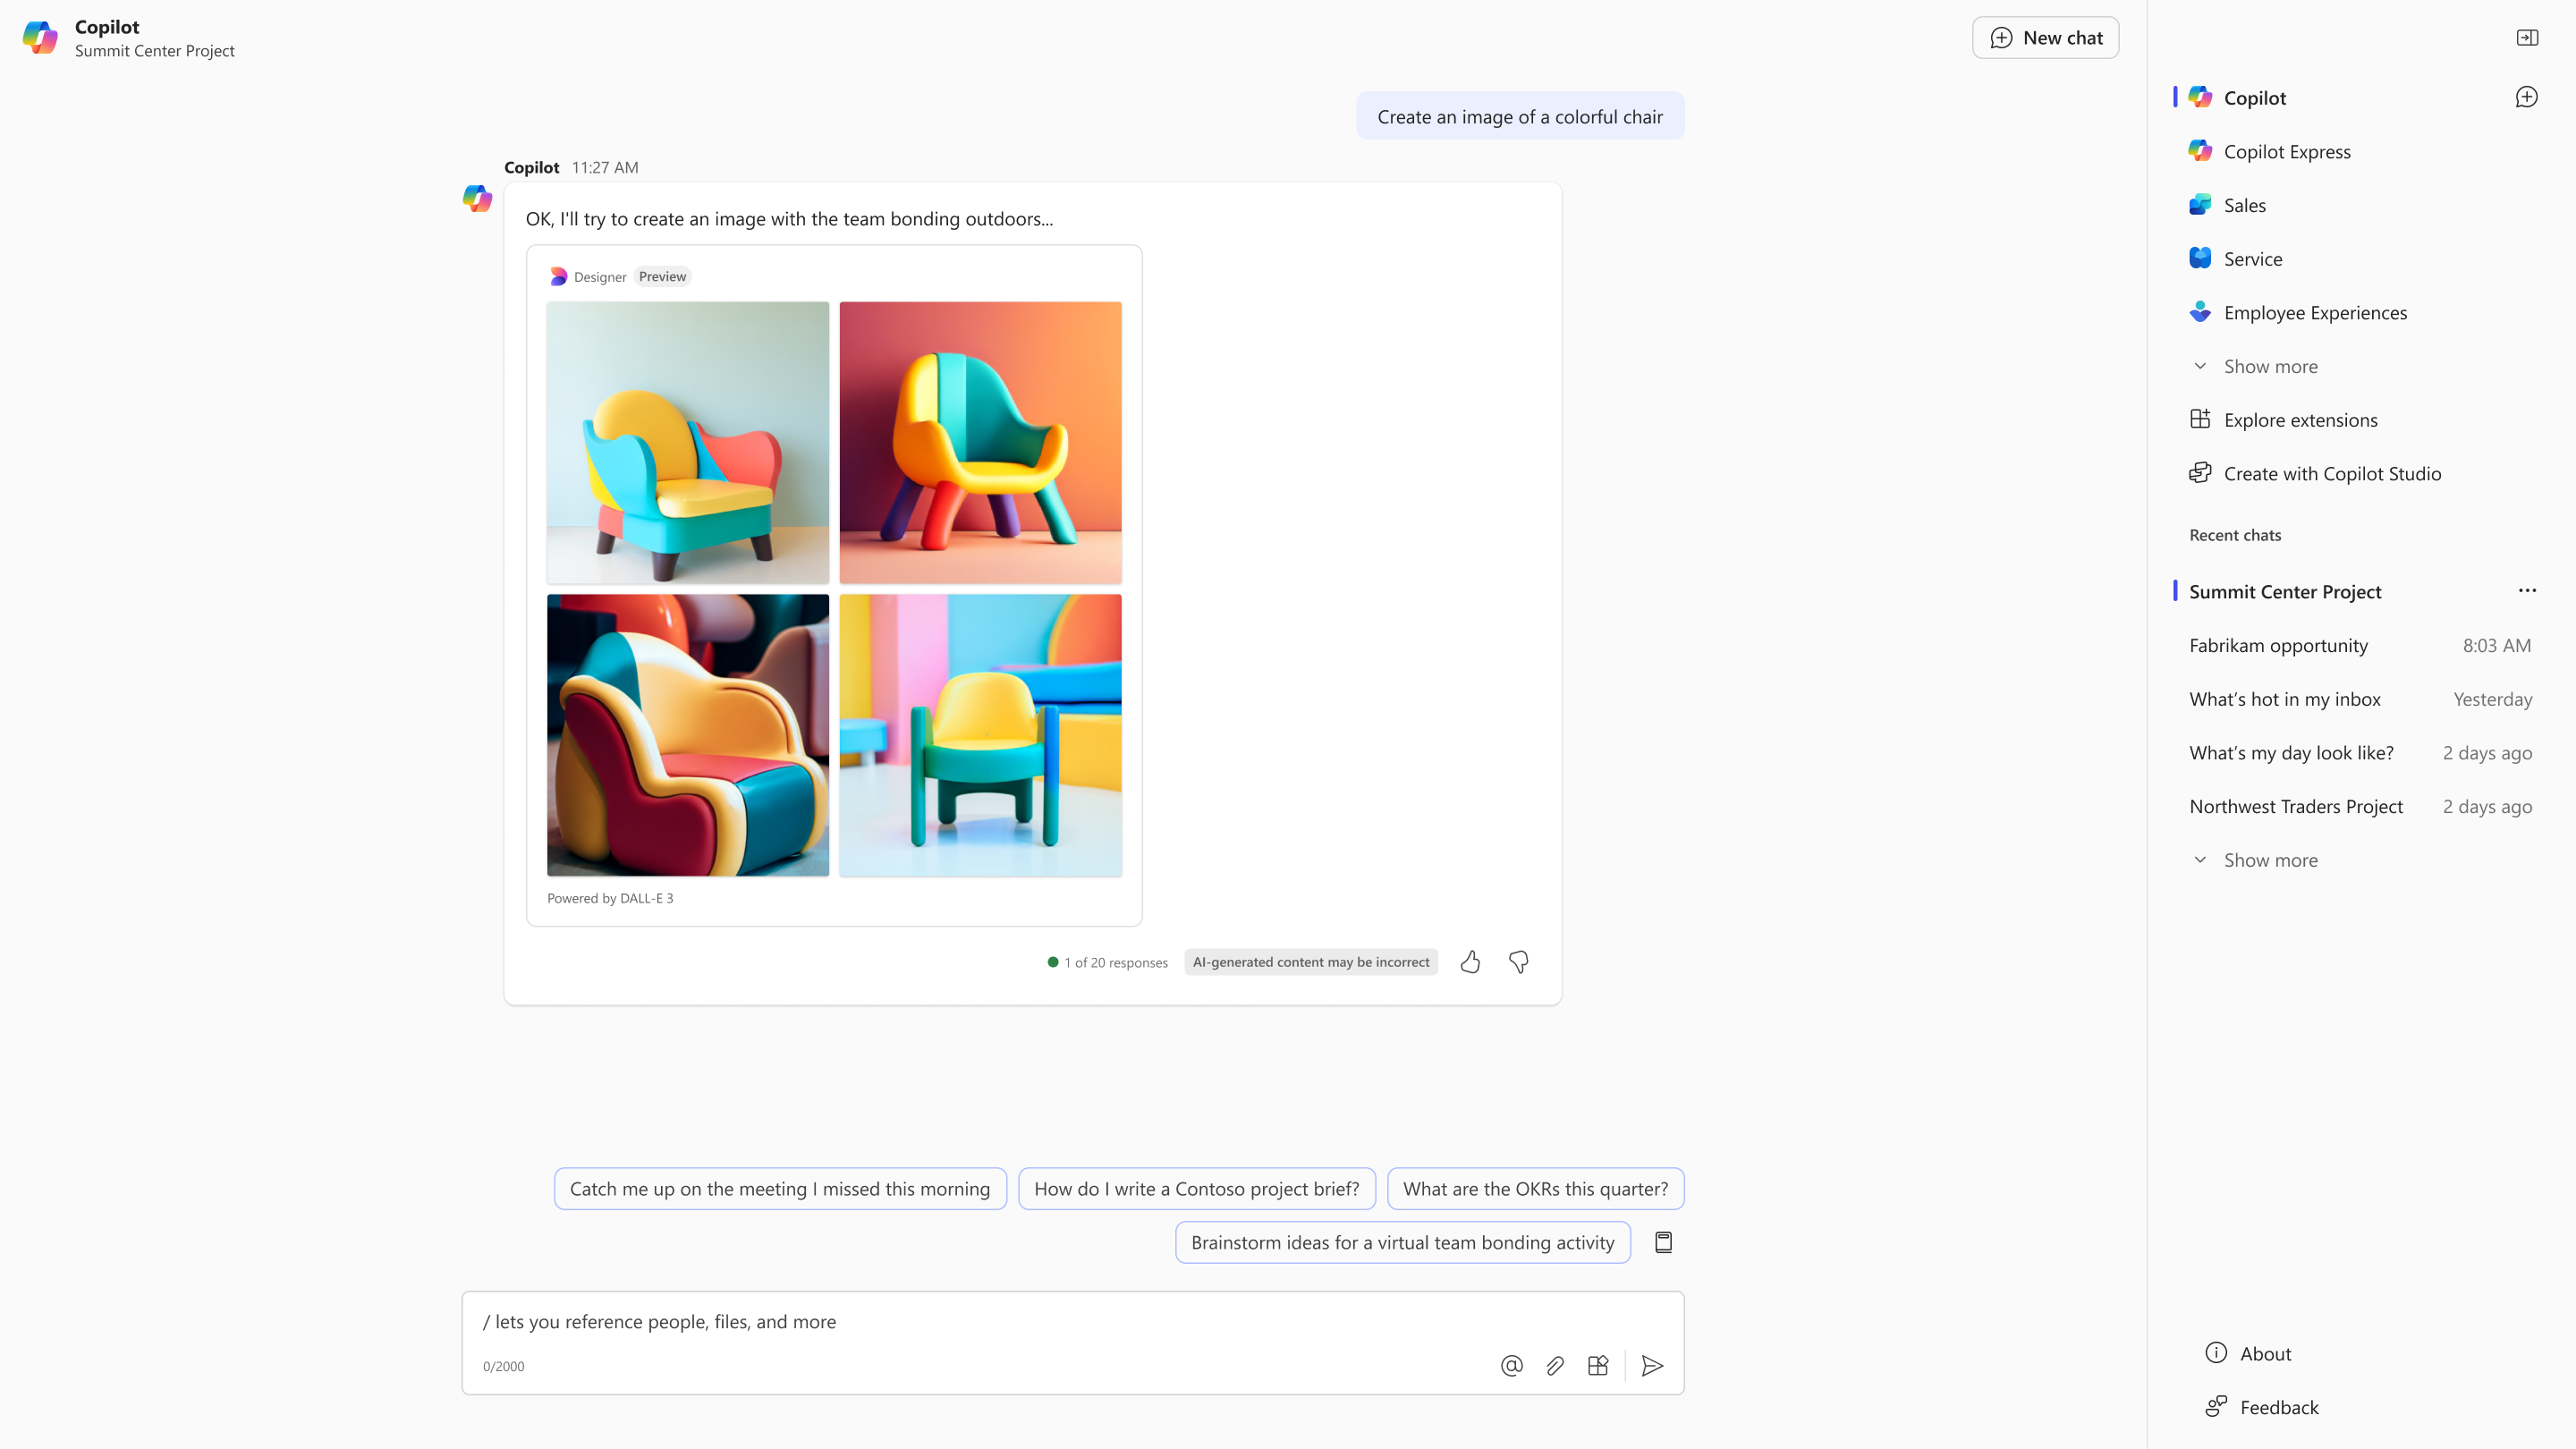 Copilot
Summit Center Project
New chat
Create an image of a colorful chair
Copilot 11:27 AM
OK, I'll try to create an image with the team bonding outdoors...
Designer Preview
Powered by DALL-E 3
1 of 20 responses AI-generated content may be incorrect
Catch me up on the meeting I missed this morning
How do I write a Contoso project brief?
What are the OKRs this quarter?
Brainstorm ideas for a virtual team bonding activity
/ lets you reference people, files, and more
0/2000
Copilot
Copilot Express
Sales
Service
Employee Experiences
Show more
Explore extensions
Create with Copilot Studio
Recent chats
Summit Center Project
Fabrikam opportunity 8:03 AM
What's hot in my inbox Yesterday
What's my day look like? 2 days ago
Northwest Traders Project 2 days ago
Show more
About
Feedback